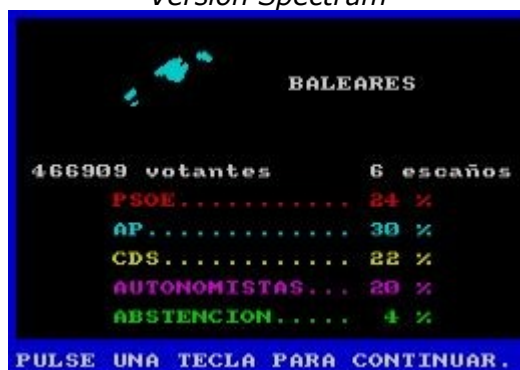 Versión Spectrum
BALEARES
466909 votantes 6 escaños
PSOE............ 24 %
AP.............. 30 %
CDS............. 22 %
AUTONOMISTAS... 20 %
ABSTENCION..... 4 %
PULSE UNA TECLA PARA CONTINUAR.